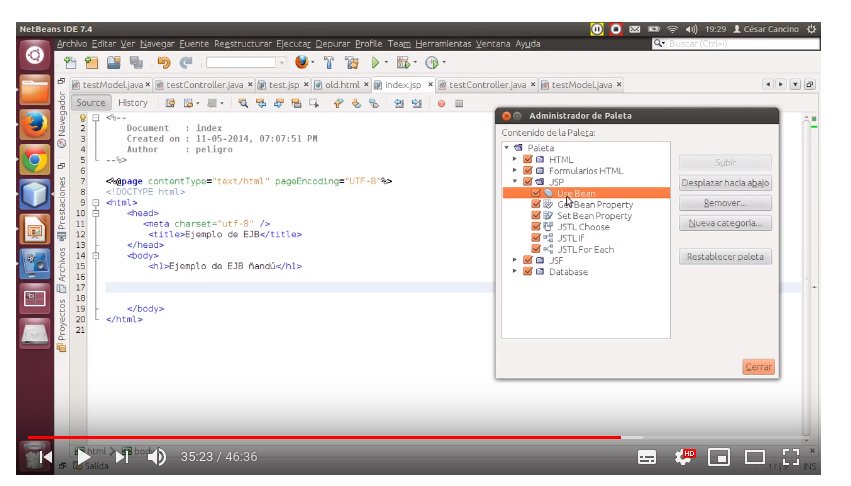 NetBeans IDE 7.4
19:29 César Cancino
Archivo Editar Ver Navegar Fuente Reestructurar Ejecutar Depurar Profile Team Herramientas Ventana Ayuda
Buscar (Ctrl+I)
testModel.java × testController.java × test.jsp × old.html × index.jsp × testController.java × testModel.java ×
Source History
Navegador
Prestaciones
Archivos
Proyectos
1 <%--
2 Document : index
3 Created on : 11-05-2014, 07:07:51 PM
4 Author : peligro
5 --%>
6
7 <%@page contentType="text/html" pageEncoding="UTF-8"%>
8 <!DOCTYPE html>
9 <html>
10 <head>
11 <meta charset="utf-8" />
12 <title>Ejemplo de EJB</title>
13 </head>
14 <body>
15 <h1>Ejemplo de EJB ñandú</h1>
16
17
18
19 </body>
20 </html>
21
Administrador de Paleta
Contenido de la Paleta:
Paleta
HTML
Formularios HTML
JSP
Use Bean
Get Bean Property
Set Bean Property
JSTL Choose
JSTL If
JSTL For Each
JSF
Database
Subir
Desplazar hacia abajo
Remover...
Nueva categoría...
Restablecer paleta
Cerrar
html body
Salida
35:23 / 46:36
HD
INS